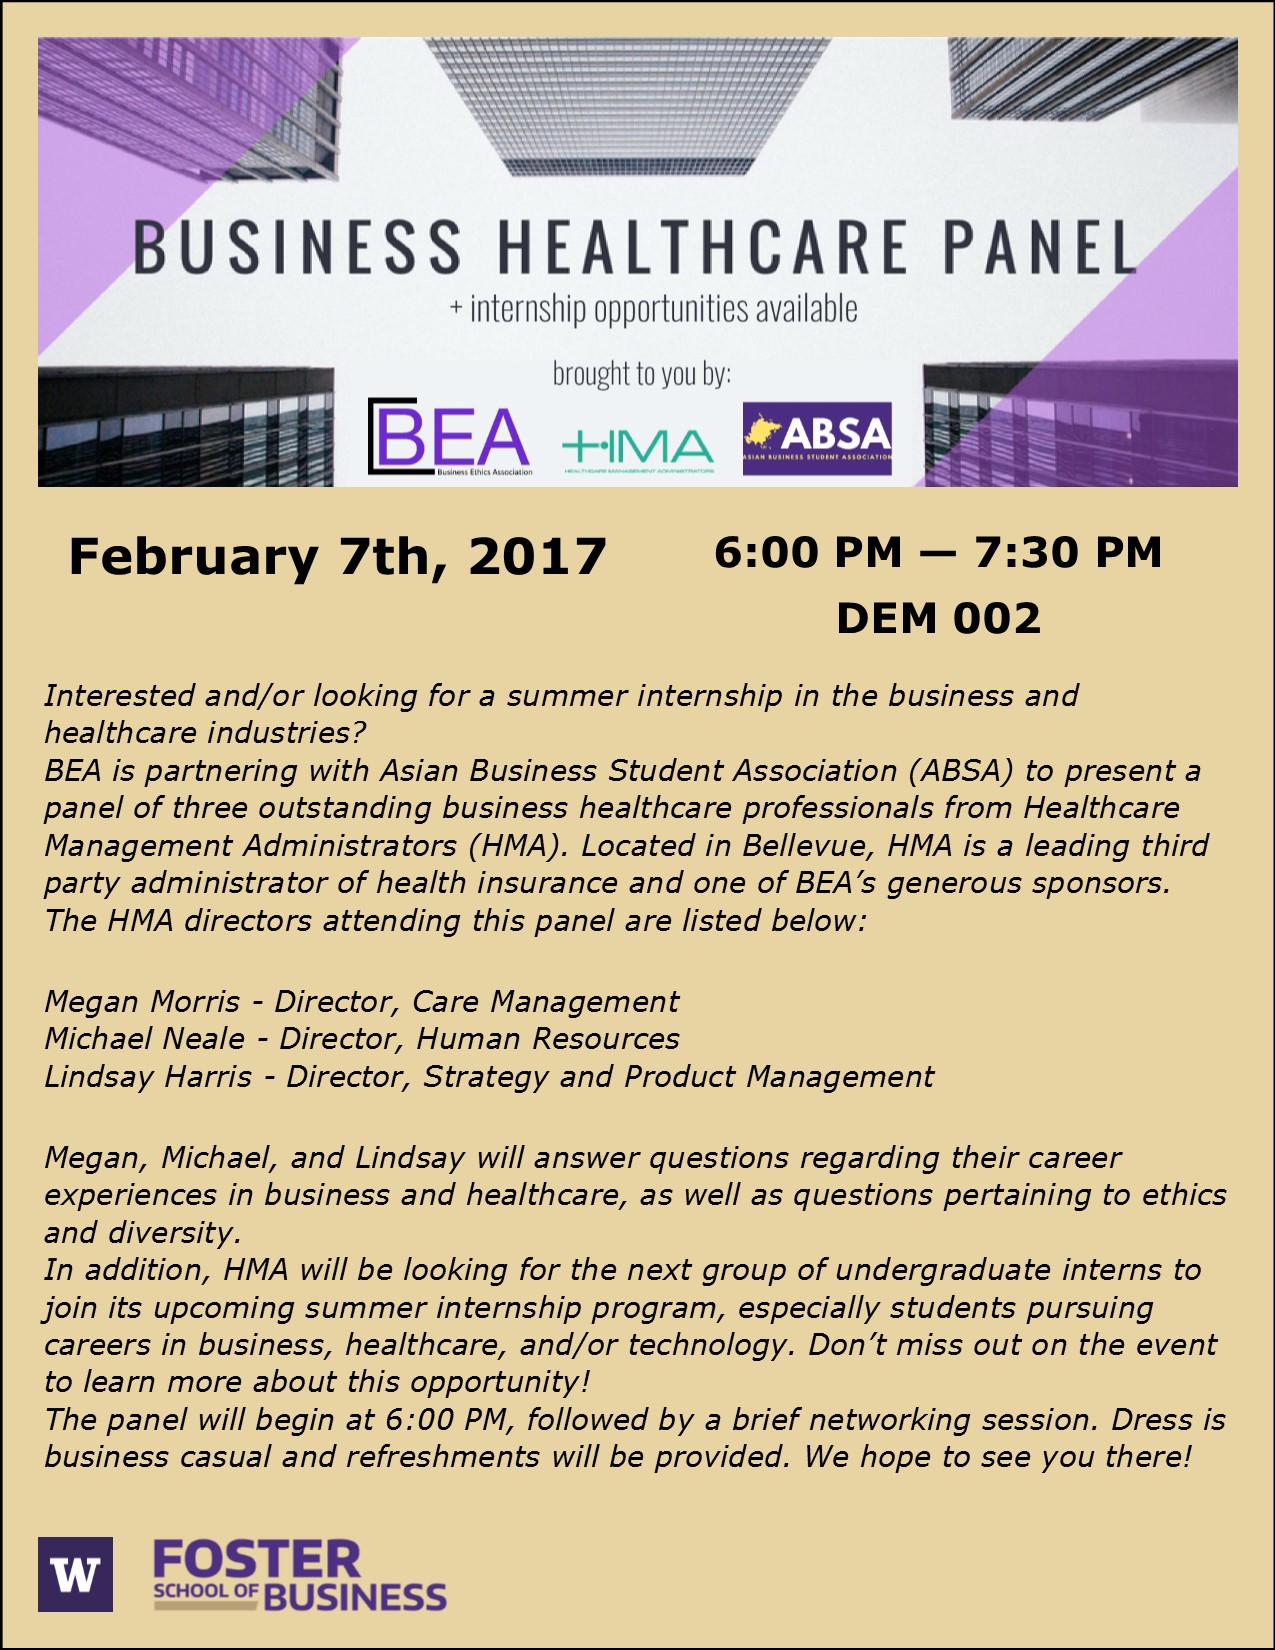 BUSINESS HEALTHCARE PANEL
+ internship opportunities available
brought to you by:
BEA
Business Ethics Association
HMA
HEALTHCARE MANAGEMENT ADMINISTRATORS
ABSA
ASIAN BUSINESS STUDENT ASSOCIATION
February 7th, 2017
6:00 PM — 7:30 PM
DEM 002
Interested and/or looking for a summer internship in the business and
healthcare industries?
BEA is partnering with Asian Business Student Association (ABSA) to present a
panel of three outstanding business healthcare professionals from Healthcare
Management Administrators (HMA). Located in Bellevue, HMA is a leading third
party administrator of health insurance and one of BEA’s generous sponsors.
The HMA directors attending this panel are listed below:
Megan Morris - Director, Care Management
Michael Neale - Director, Human Resources
Lindsay Harris - Director, Strategy and Product Management
Megan, Michael, and Lindsay will answer questions regarding their career
experiences in business and healthcare, as well as questions pertaining to ethics
and diversity.
In addition, HMA will be looking for the next group of undergraduate interns to
join its upcoming summer internship program, especially students pursuing
careers in business, healthcare, and/or technology. Don’t miss out on the event
to learn more about this opportunity!
The panel will begin at 6:00 PM, followed by a brief networking session. Dress is
business casual and refreshments will be provided. We hope to see you there!
W
FOSTER
SCHOOL OF BUSINESS